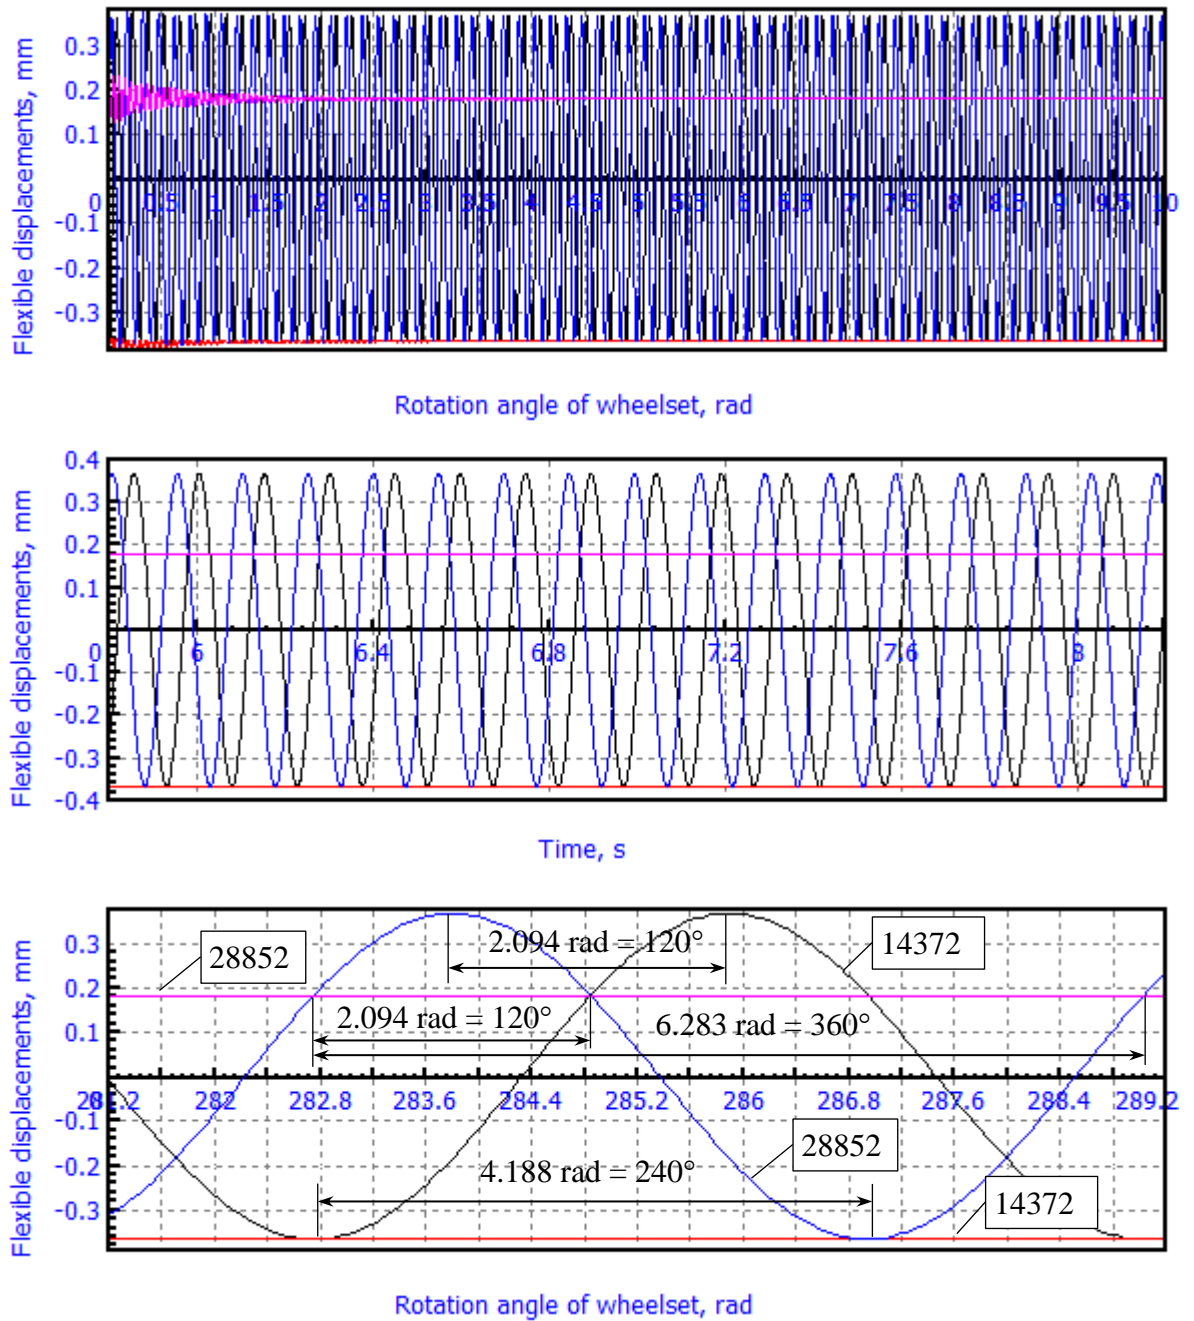 Flexible displacements, mm
0.3
0.2
0.1
0 0.5 1 1.5 2 2.5 3 3.5 4 4.5 5 5.5 6 6.5 7 7.5 8 8.5 9 9.5 10
-0.1
-0.2
-0.3
Rotation angle of wheelset, rad
Flexible displacements, mm
0.4
0.3
0.2
0.1
0 6 6.4 6.8 7.2 7.6 8
-0.1
-0.2
-0.3
-0.4
Time, s
Flexible displacements, mm
0.3
2.094 rad = 120°
14372
28852
0.2
2.094 rad = 120°
6.283 rad = 360°
0.1
0 282 282.8 283.6 284.4 285.2 286 286.8 287.6 288.4 289.2
-0.1
28852
-0.2
4.188 rad = 240°
14372
-0.3
Rotation angle of wheelset, rad